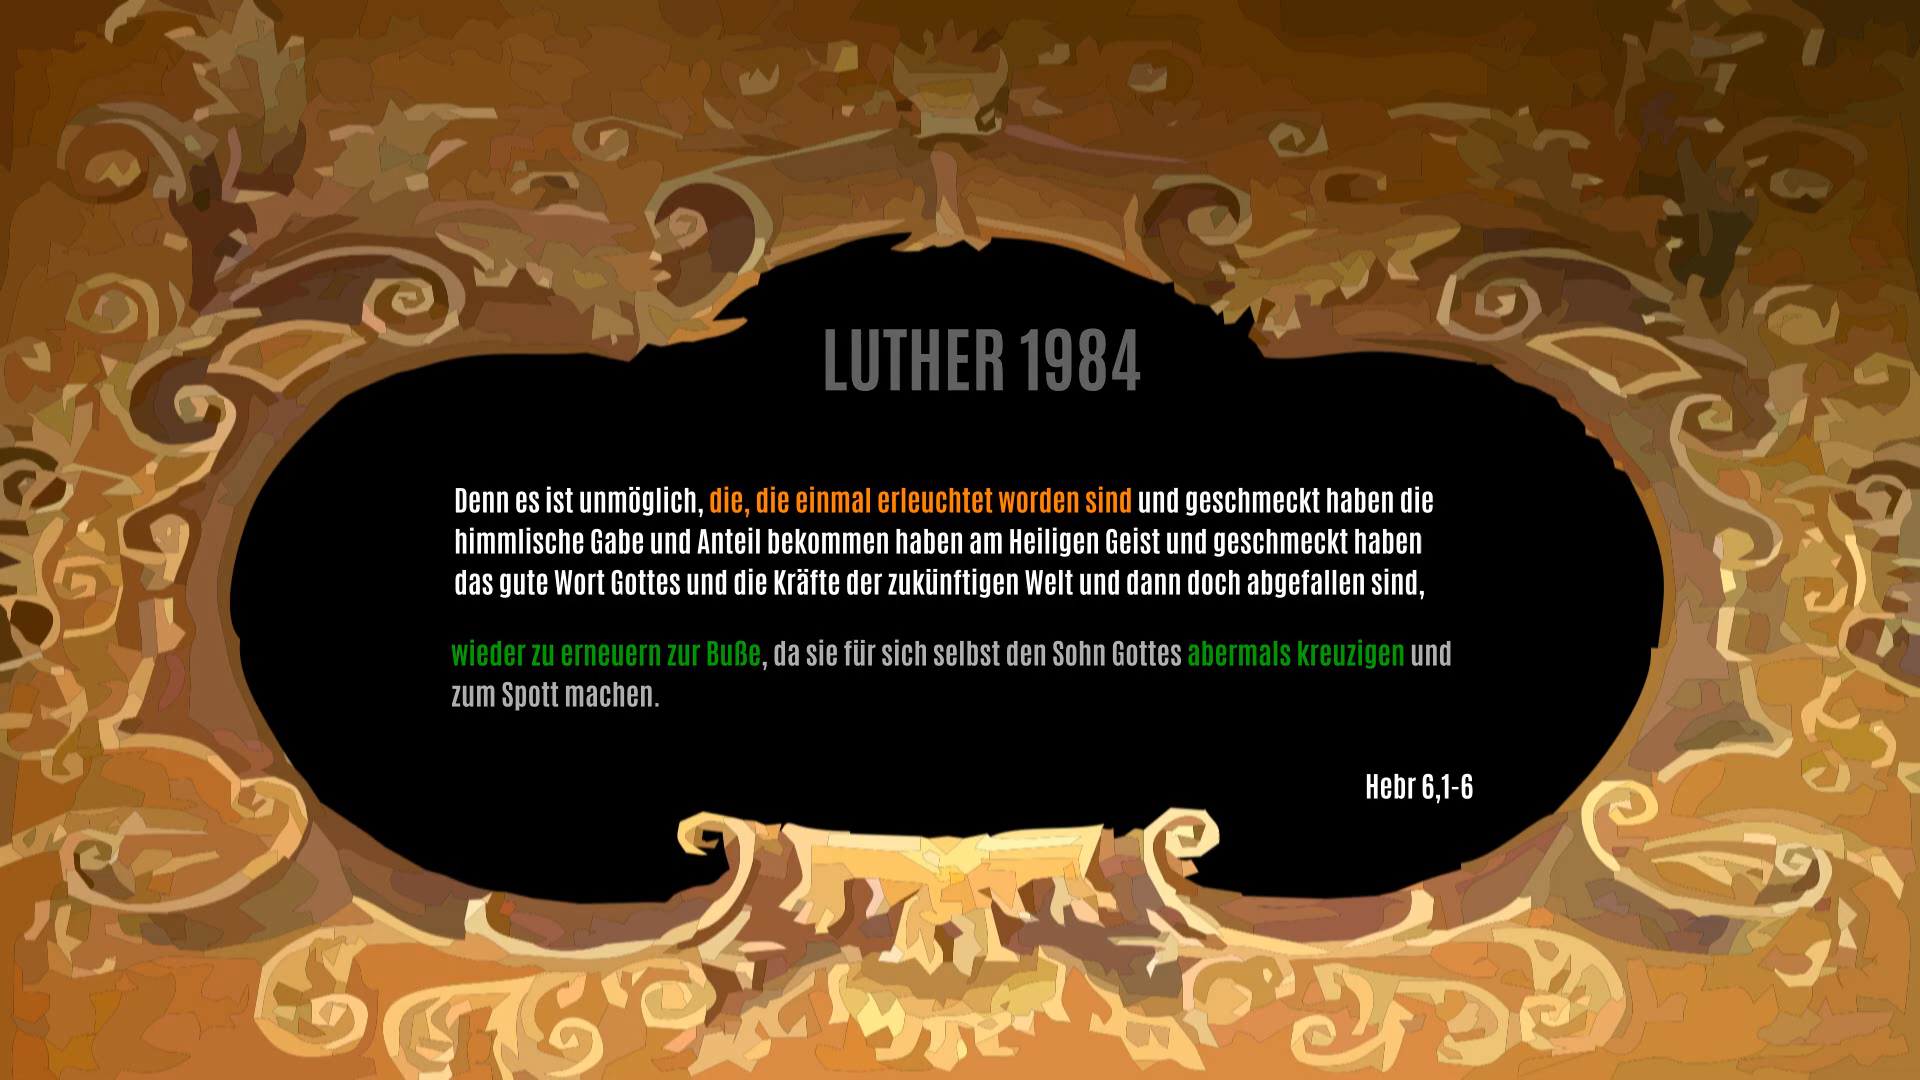 LUTHER 1984
Denn es ist unmöglich, die, die einmal erleuchtet worden sind und geschmeckt haben die
himmlische Gabe und Anteil bekommen haben am Heiligen Geist und geschmeckt haben
das gute Wort Gottes und die Kräfte der zukünftigen Welt und dann doch abgefallen sind,
wieder zu erneuern zur Buße, da sie für sich selbst den Sohn Gottes abermals kreuzigen und
zum Spott machen.
Hebr 6,1-6